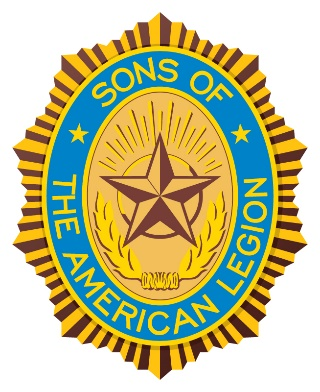 SONS OF
THE AMERICAN LEGION